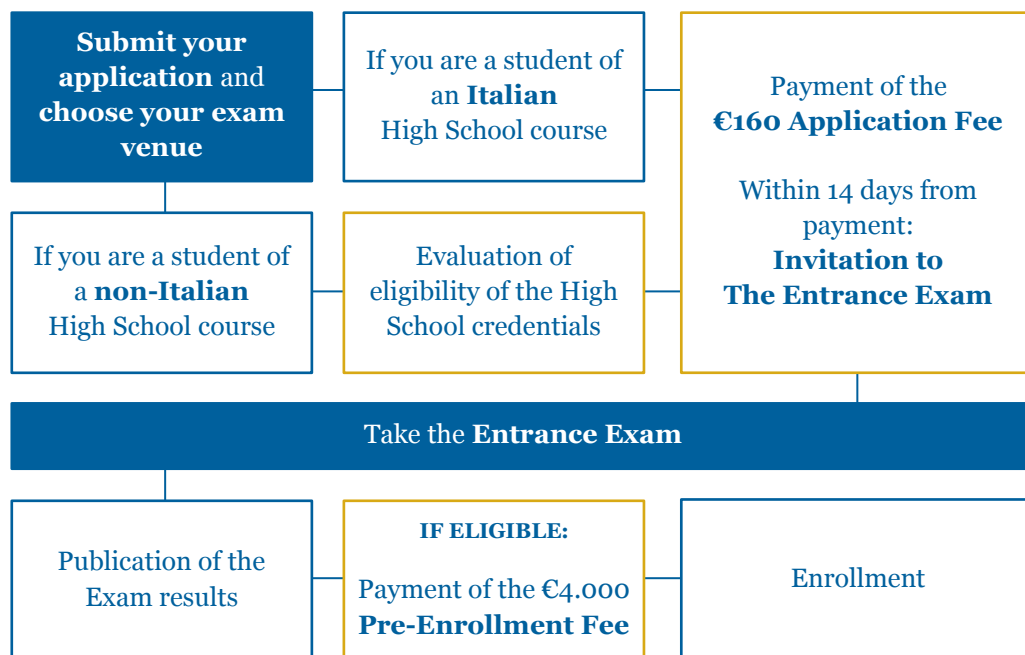 Submit your
application and
choose your exam
venue
If you are a student of
an Italian
High School course
Payment of the
€160 Application Fee
Within 14 days from
payment:
Invitation to
The Entrance Exam
If you are a student of
a non-Italian
High School course
Evaluation of
eligibility of the High
School credentials
Take the Entrance Exam
Publication of the
Exam results
IF ELIGIBLE:
Payment of the €4.000
Pre-Enrollment Fee
Enrollment